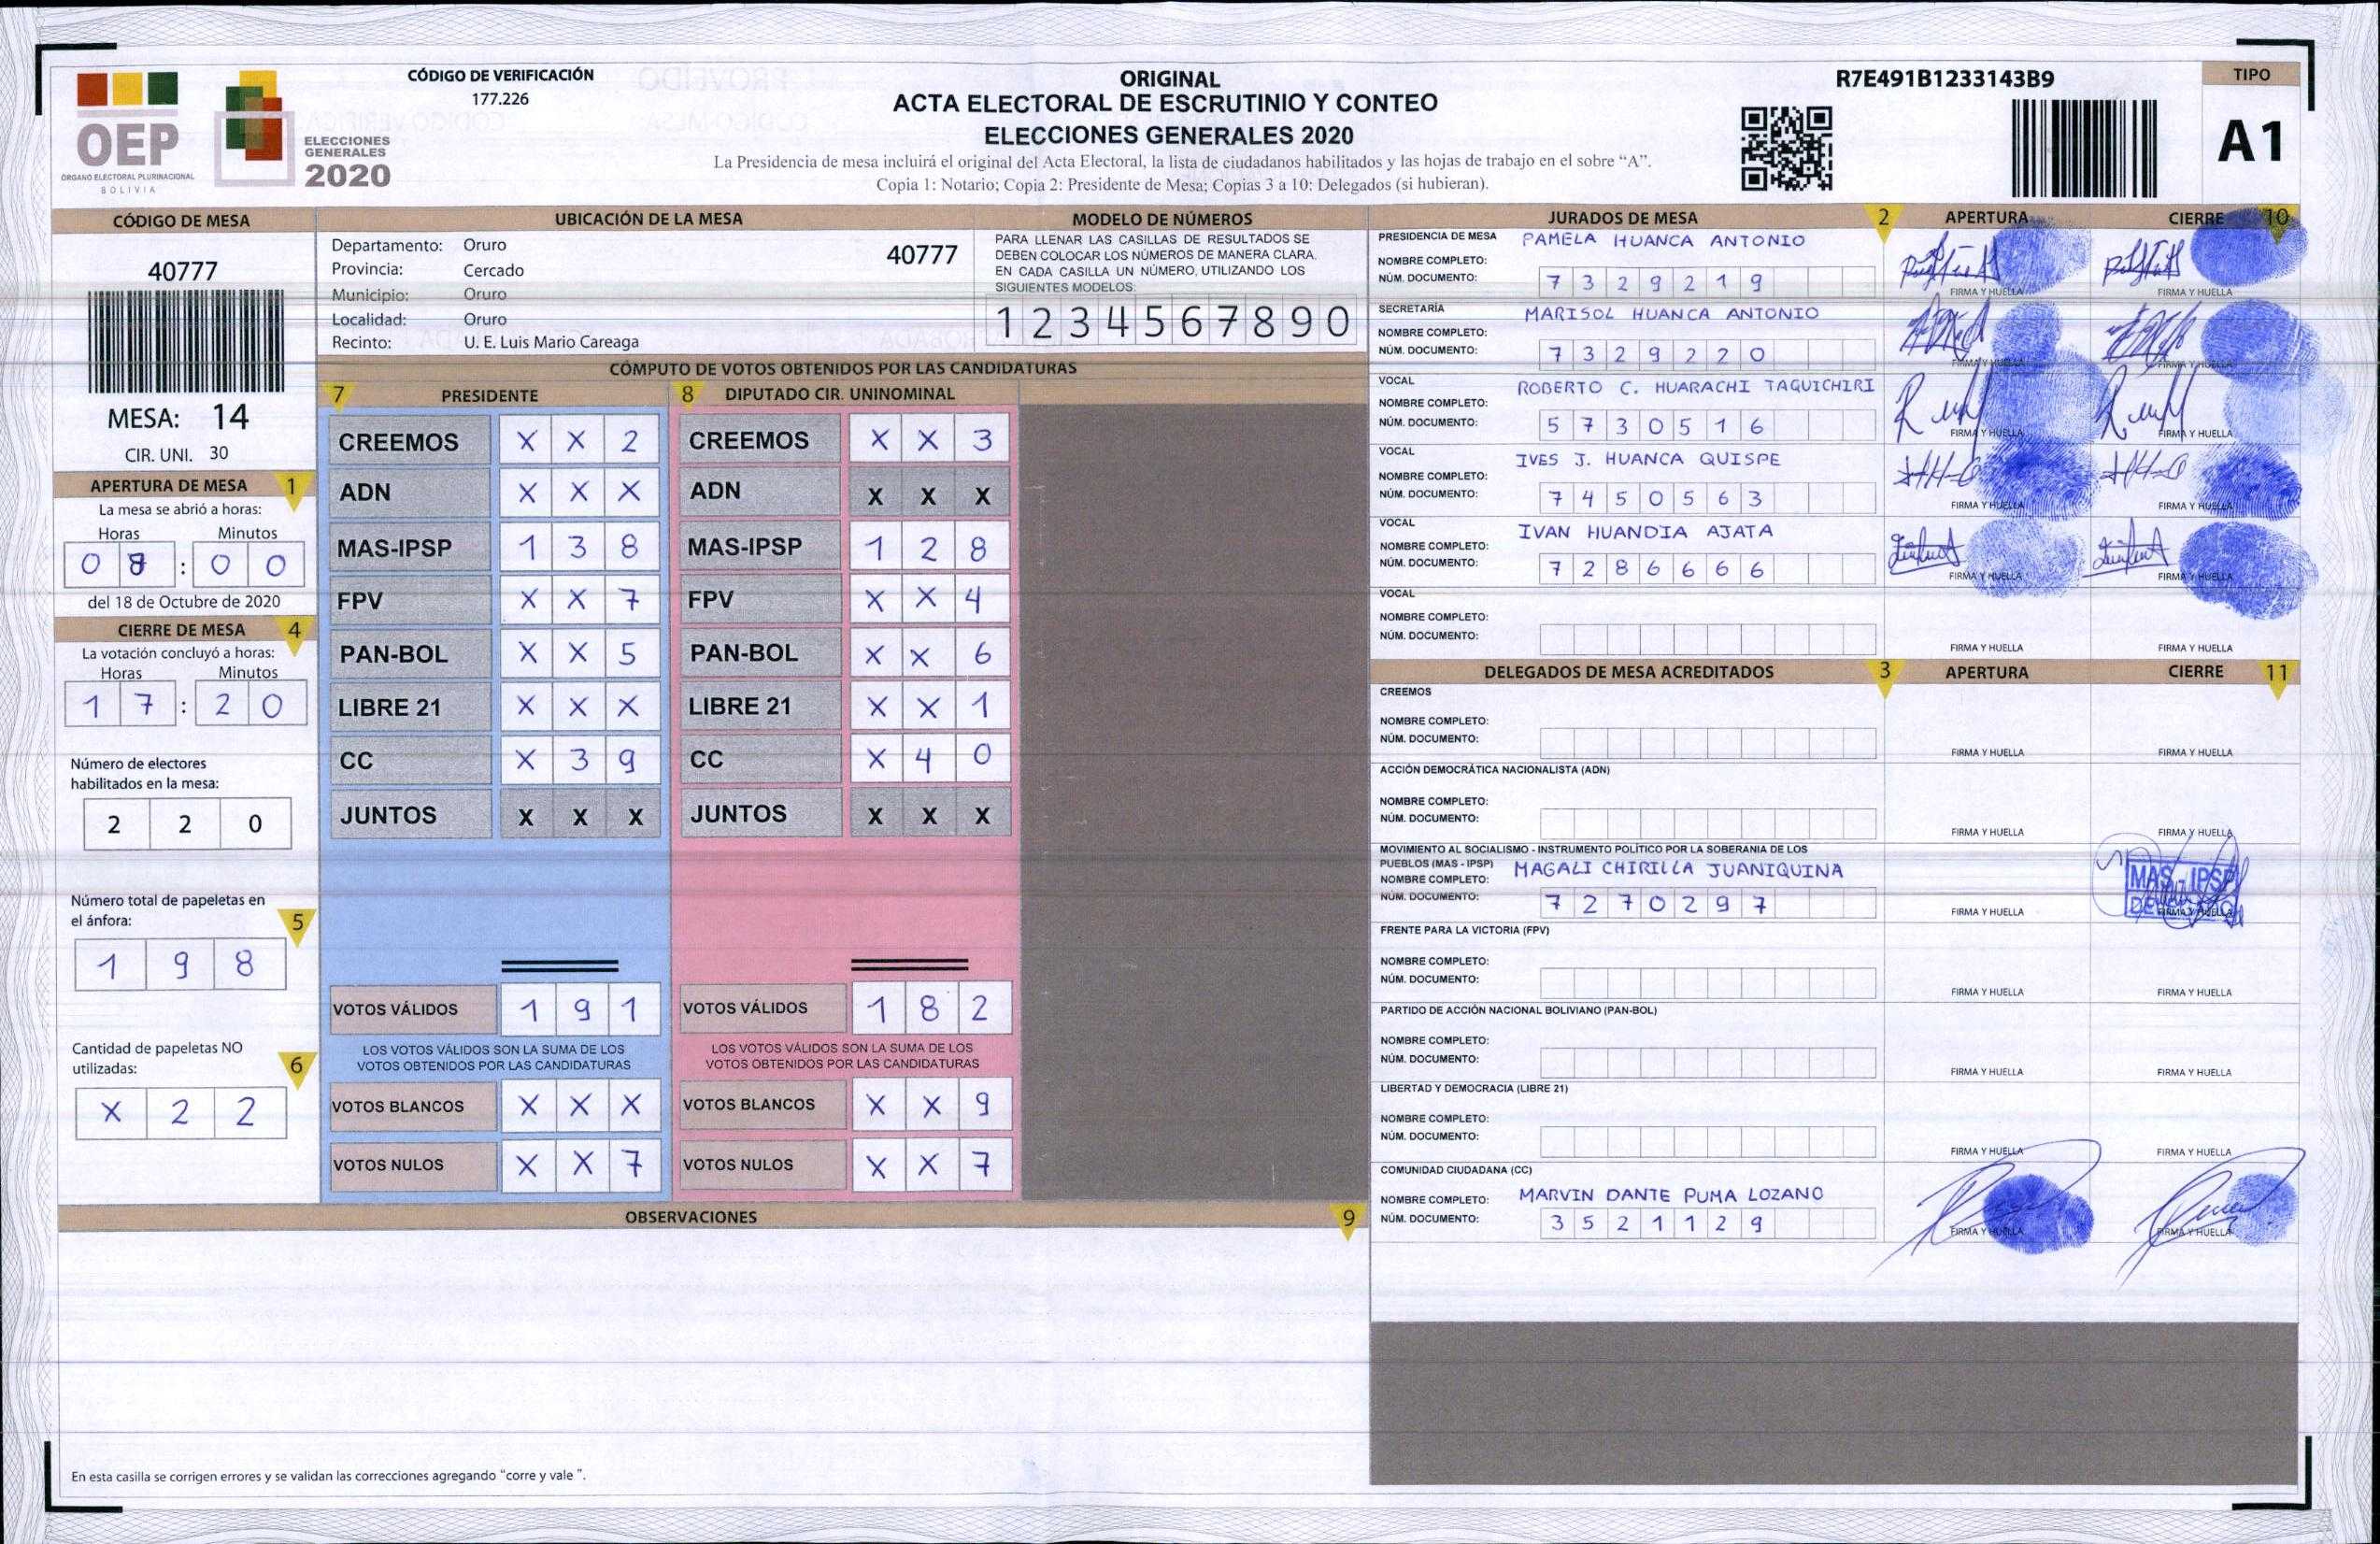 CÓDIGO DE VERIFICACIÓN
177.226
OEP
ÓRGANO ELECTORAL PLURINACIONAL
BOLIVIA
ELECCIONES
GENERALES
2020
ORIGINAL
ACTA ELECTORAL DE ESCRUTINIO Y CONTEO
ELECCIONES GENERALES 2020
La Presidencia de mesa incluirá el original del Acta Electoral, la lista de ciudadanos habilitados y las hojas de trabajo en el sobre “A”.
Copia 1: Notario; Copia 2: Presidente de Mesa; Copias 3 a 10: Delegados (si hubieran).
R7E491B1233143B9
TIPO
A1
CÓDIGO DE MESA
40777
MESA: 14
CIR. UNI. 30
APERTURA DE MESA 1
La mesa se abrió a horas:
Horas Minutos
0 8 : 0 0
del 18 de Octubre de 2020
CIERRE DE MESA 4
La votación concluyó a horas:
Horas Minutos
1 7 : 2 0
Número de electores
habilitados en la mesa:
2 2 0
Número total de papeletas en
el ánfora: 5
1 9 8
Cantidad de papeletas NO
utilizadas: 6
X 2 2
UBICACIÓN DE LA MESA
Departamento: Oruro
Provincia: Cercado
Municipio: Oruro
Localidad: Oruro
Recinto: U. E. Luis Mario Careaga
40777
MODELO DE NÚMEROS
PARA LLENAR LAS CASILLAS DE RESULTADOS SE
DEBEN COLOCAR LOS NÚMEROS DE MANERA CLARA.
EN CADA CASILLA UN NÚMERO, UTILIZANDO LOS
SIGUIENTES MODELOS:
1 2 3 4 5 6 7 8 9 0
CÓMPUTO DE VOTOS OBTENIDOS POR LAS CANDIDATURAS
7 PRESIDENTE
CREEMOS X X 2
ADN X X X
MAS-IPSP 1 3 8
FPV X X 7
PAN-BOL X X 5
LIBRE 21 X X X
CC X 3 9
JUNTOS X X X
VOTOS VÁLIDOS 1 9 1
LOS VOTOS VÁLIDOS SON LA SUMA DE LOS
VOTOS OBTENIDOS POR LAS CANDIDATURAS
VOTOS BLANCOS X X X
VOTOS NULOS X X 7
8 DIPUTADO CIR. UNINOMINAL
CREEMOS X X 3
ADN X X X
MAS-IPSP 1 2 8
FPV X X 4
PAN-BOL X X 6
LIBRE 21 X X 1
CC X 4 0
JUNTOS X X X
VOTOS VÁLIDOS 1 8 2
LOS VOTOS VÁLIDOS SON LA SUMA DE LOS
VOTOS OBTENIDOS POR LAS CANDIDATURAS
VOTOS BLANCOS X X 9
VOTOS NULOS X X 7
OBSERVACIONES 9
En esta casilla se corrigen errores y se validan las correcciones agregando “corre y vale ”.
JURADOS DE MESA 2 APERTURA CIERRE 10
PRESIDENCIA DE MESA PAMELA HUANCA ANTONIO
NOMBRE COMPLETO:
NÚM. DOCUMENTO: 7 3 2 9 2 1 9
FIRMA Y HUELLA FIRMA Y HUELLA
SECRETARÍA MARISOL HUANCA ANTONIO
NOMBRE COMPLETO:
NÚM. DOCUMENTO: 7 3 2 9 2 2 0
FIRMA Y HUELLA FIRMA Y HUELLA
VOCAL ROBERTO C. HUARACHI TAQUICHIRI
NOMBRE COMPLETO:
NÚM. DOCUMENTO: 5 7 3 0 5 1 6
FIRMA Y HUELLA FIRMA Y HUELLA
VOCAL IVES J. HUANCA QUISPE
NOMBRE COMPLETO:
NÚM. DOCUMENTO: 7 4 5 0 5 6 3
FIRMA Y HUELLA FIRMA Y HUELLA
VOCAL IVAN HUANDIA AJATA
NOMBRE COMPLETO:
NÚM. DOCUMENTO: 7 2 8 6 6 6 6
FIRMA Y HUELLA FIRMA Y HUELLA
VOCAL
NOMBRE COMPLETO:
NÚM. DOCUMENTO:
FIRMA Y HUELLA FIRMA Y HUELLA
DELEGADOS DE MESA ACREDITADOS 3 APERTURA CIERRE 11
CREEMOS
NOMBRE COMPLETO:
NÚM. DOCUMENTO:
FIRMA Y HUELLA FIRMA Y HUELLA
ACCIÓN DEMOCRÁTICA NACIONALISTA (ADN)
NOMBRE COMPLETO:
NÚM. DOCUMENTO:
FIRMA Y HUELLA FIRMA Y HUELLA
MOVIMIENTO AL SOCIALISMO - INSTRUMENTO POLÍTICO POR LA SOBERANIA DE LOS
PUEBLOS (MAS - IPSP) MAGALI CHIRILLA JUANIQUINA
NOMBRE COMPLETO:
NÚM. DOCUMENTO: 7 2 7 0 2 9 7
MAS - IPSP
FIRMA Y HUELLA FIRMA Y HUELLA
FRENTE PARA LA VICTORIA (FPV)
NOMBRE COMPLETO:
NÚM. DOCUMENTO:
FIRMA Y HUELLA FIRMA Y HUELLA
PARTIDO DE ACCIÓN NACIONAL BOLIVIANO (PAN-BOL)
NOMBRE COMPLETO:
NÚM. DOCUMENTO:
FIRMA Y HUELLA FIRMA Y HUELLA
LIBERTAD Y DEMOCRACIA (LIBRE 21)
NOMBRE COMPLETO:
NÚM. DOCUMENTO:
FIRMA Y HUELLA FIRMA Y HUELLA
COMUNIDAD CIUDADANA (CC)
NOMBRE COMPLETO: MARVIN DANTE PUMA LOZANO
NÚM. DOCUMENTO: 3 5 2 1 1 2 9
FIRMA Y HUELLA FIRMA Y HUELLA